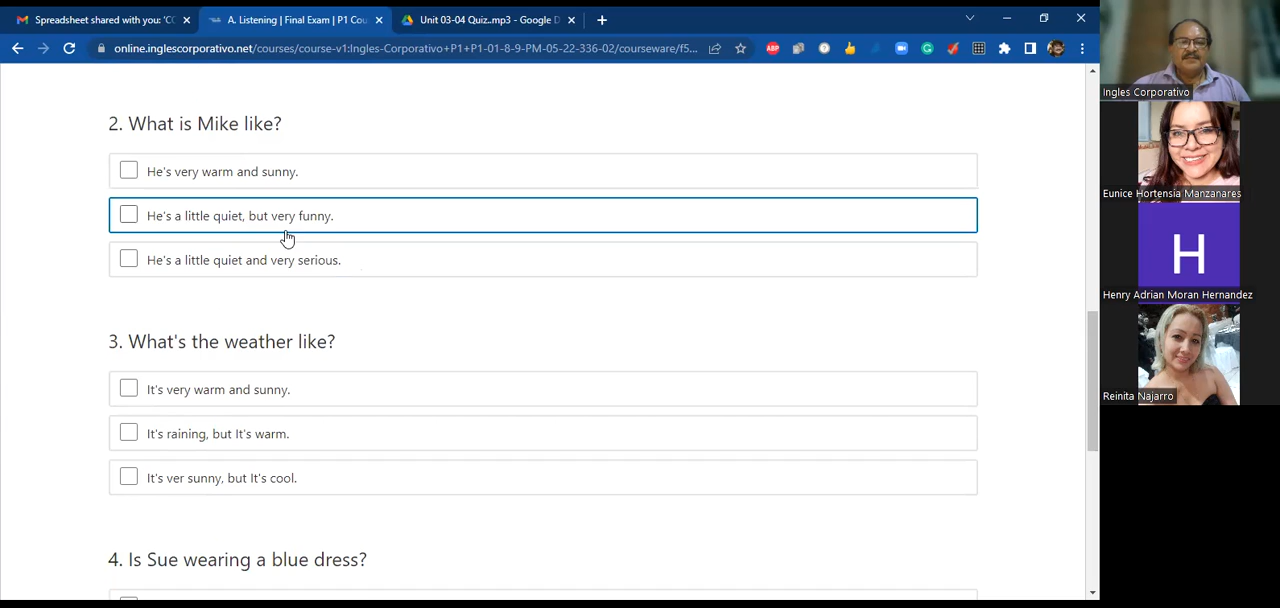 Spreadsheet shared with you: 'CC
A. Listening | Final Exam | P1 Cou
Unit 03-04 Quiz..mp3 - Google D
online.inglescorporativo.net/courses/course-v1:Ingles-Corporativo+P1+P1-01-8-9-PM-05-22-336-02/courseware/f5...
ABP
2. What is Mike like?
He's very warm and sunny.
He's a little quiet, but very funny.
He's a little quiet and very serious.
3. What's the weather like?
It's very warm and sunny.
It's raining, but It's warm.
It's ver sunny, but It's cool.
4. Is Sue wearing a blue dress?
Ingles Corporativo
Eunice Hortensia Manzanares
H
Henry Adrian Moran Hernandez
Reinita Najarro